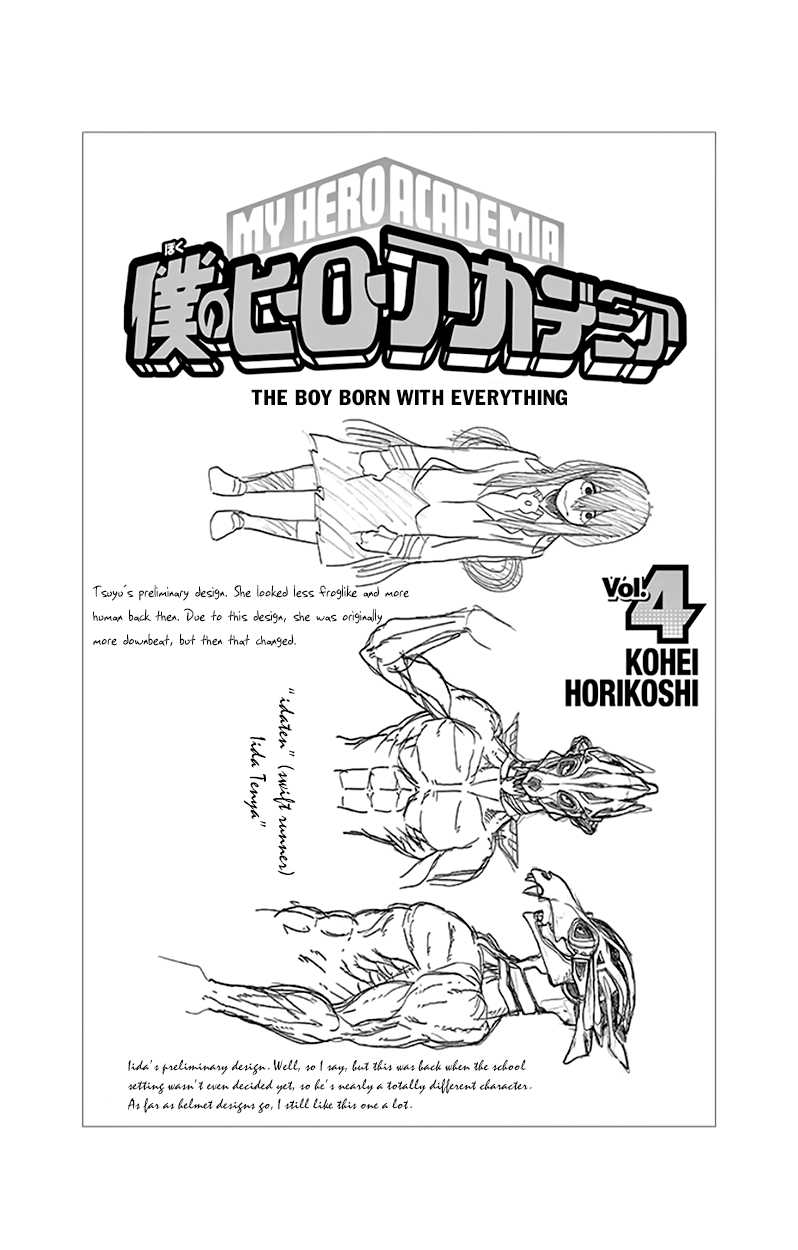 MY HERO ACADEMIA
ぼく
僕のヒーローアカデミア
THE BOY BORN WITH EVERYTHING
Tsuyu's preliminary design. She looked less froglike and more
human back then. Due to this design, she was originally
more downbeat, but then that changed.
Vol. 4
KOHEI
HORIKOSHI
"idaten" (swift runner)
Iida Tenya"
Iida's preliminary design. Well, so I say, but this was back when the school
setting wasn't even decided yet, so he's nearly a totally different character.
As far as helmet designs go, I still like this one a lot.